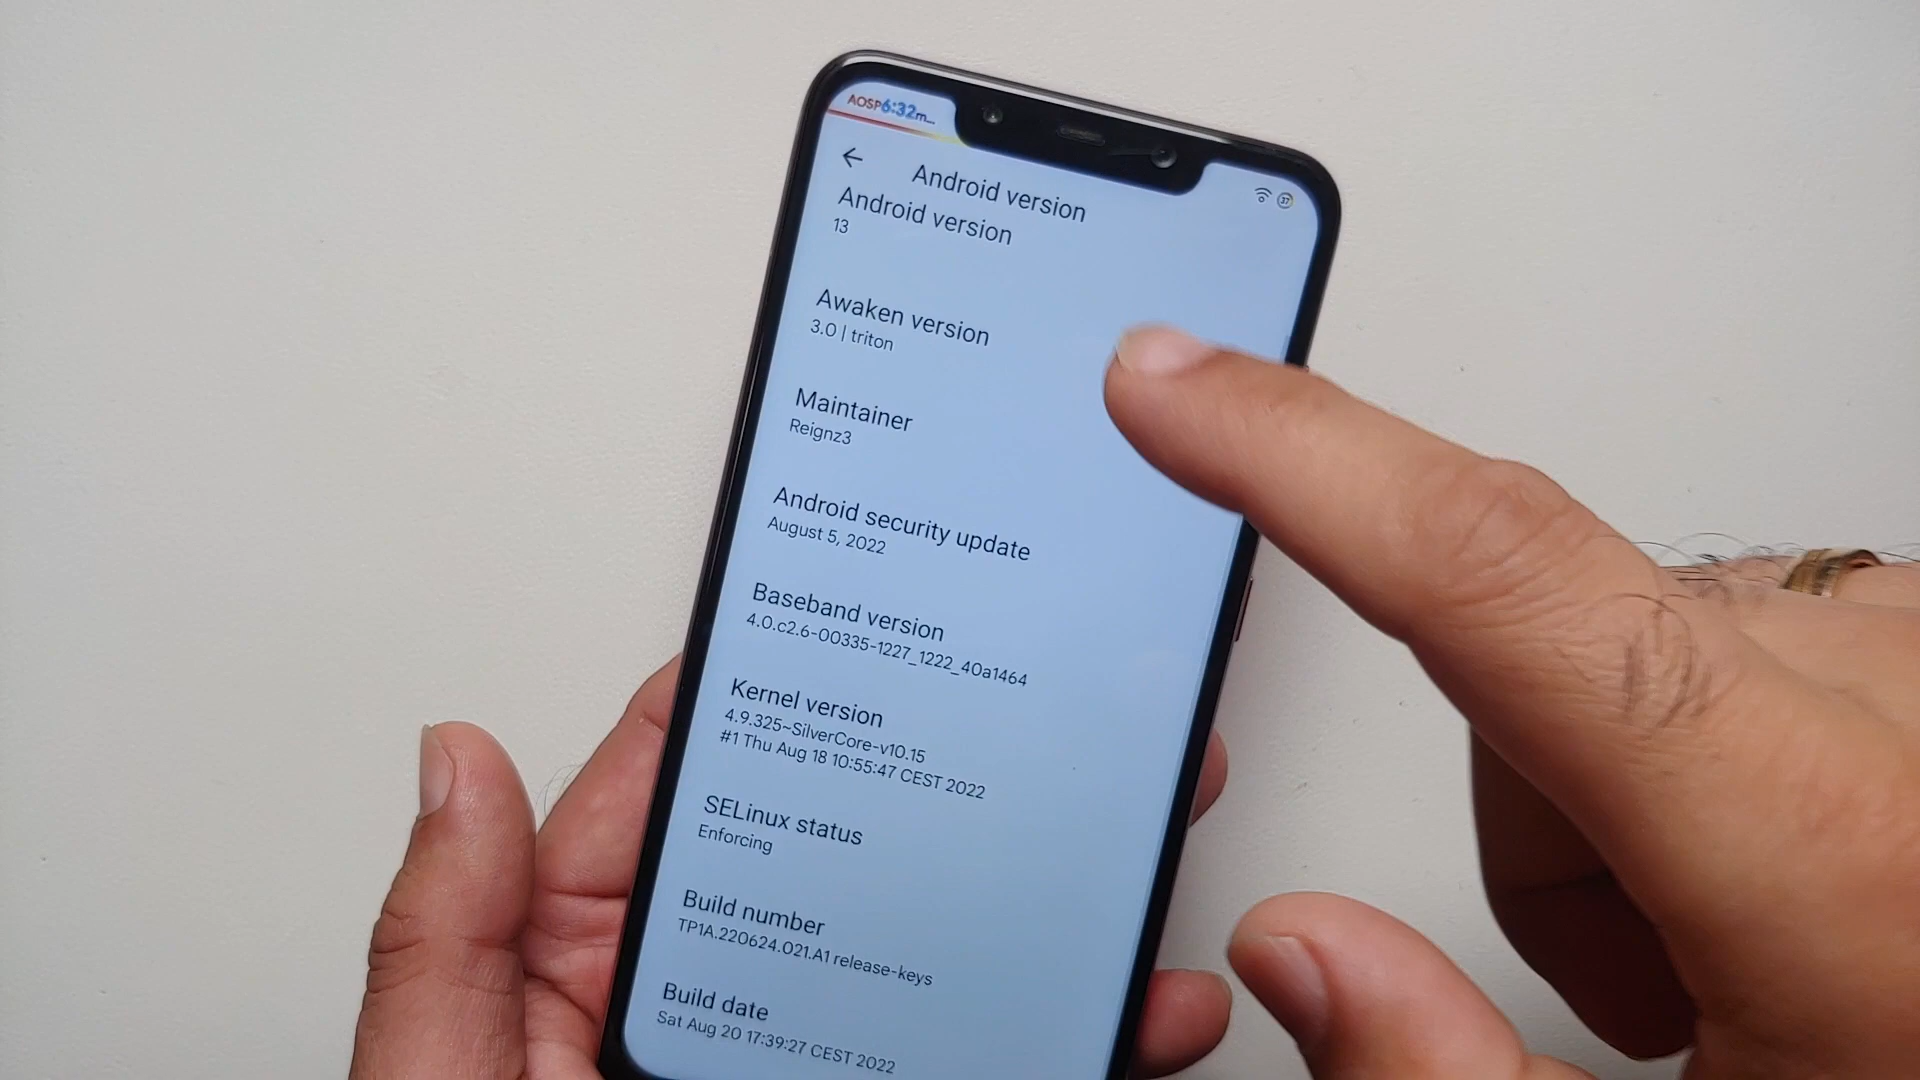 AOSP6:32m...
37
Android version
Android version
13
Awaken version
3.0 | triton
Maintainer
Reignz3
Android security update
August 5, 2022
Baseband version
4.0.c2.6-00335-1227_1222_40a1464
Kernel version
4.9.325~SilverCore-v10.15
#1 Thu Aug 18 10:55:47 CEST 2022
SELinux status
Enforcing
Build number
TP1A.220624.021.A1 release-keys
Build date
Sat Aug 20 17:39:27 CEST 2022